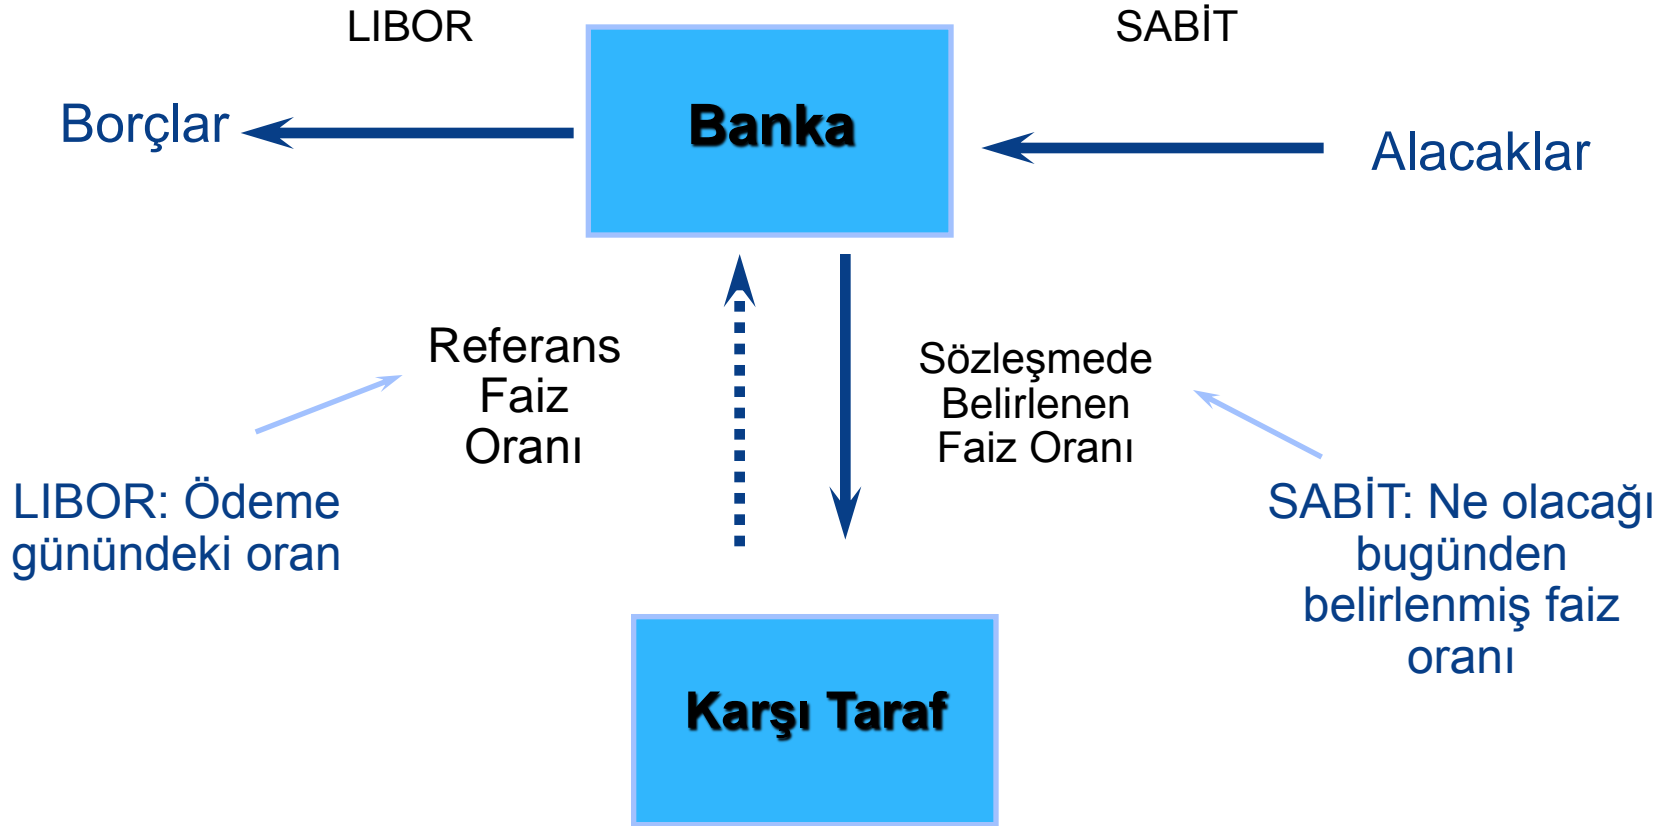 LIBOR
SABİT
Borçlar
Banka
Alacaklar
Referans
Faiz
Oranı
Sözleşmede
Belirlenen
Faiz Oranı
LIBOR: Ödeme
günündeki oran
SABİT: Ne olacağı
bugünden
belirlenmiş faiz
oranı
Karşı Taraf